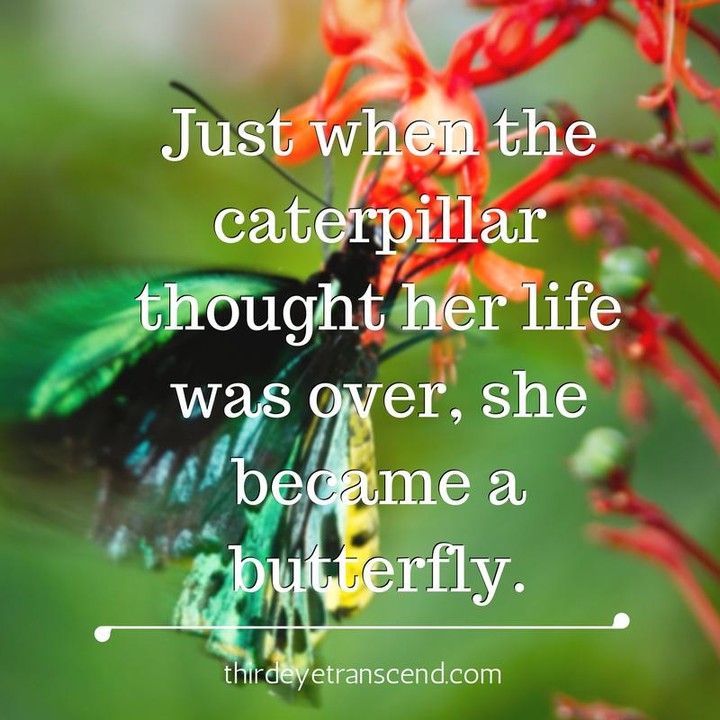 Just when the
caterpillar
thought her life
was over, she
became a
butterfly.
thirdeyetranscend.com